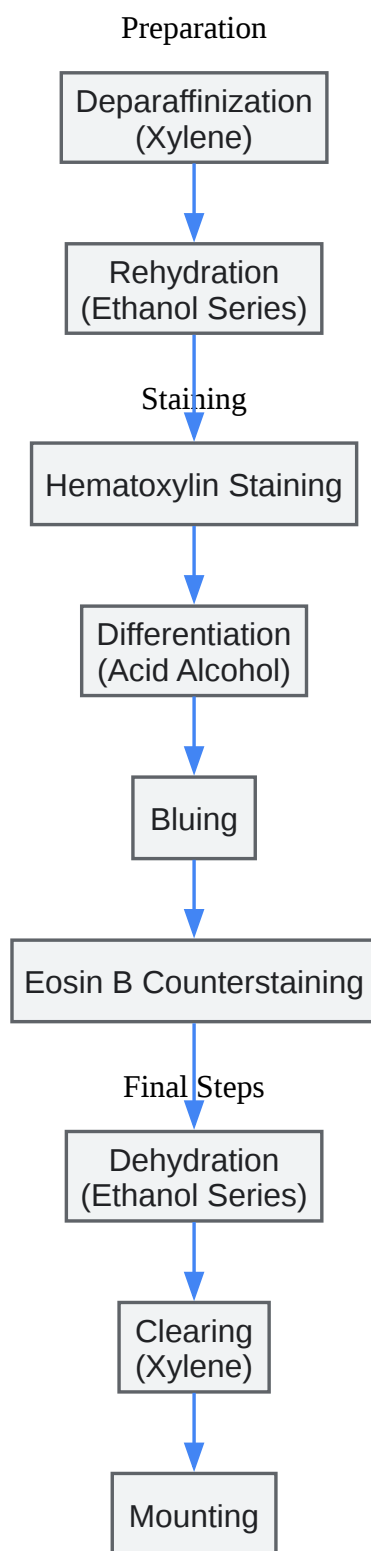 Preparation
Deparaffinization
(Xylene)
Rehydration
(Ethanol Series)
Staining
Hematoxylin Staining
Differentiation
(Acid Alcohol)
Bluing
Eosin B Counterstaining
Final Steps
Dehydration
(Ethanol Series)
Clearing
(Xylene)
Mounting